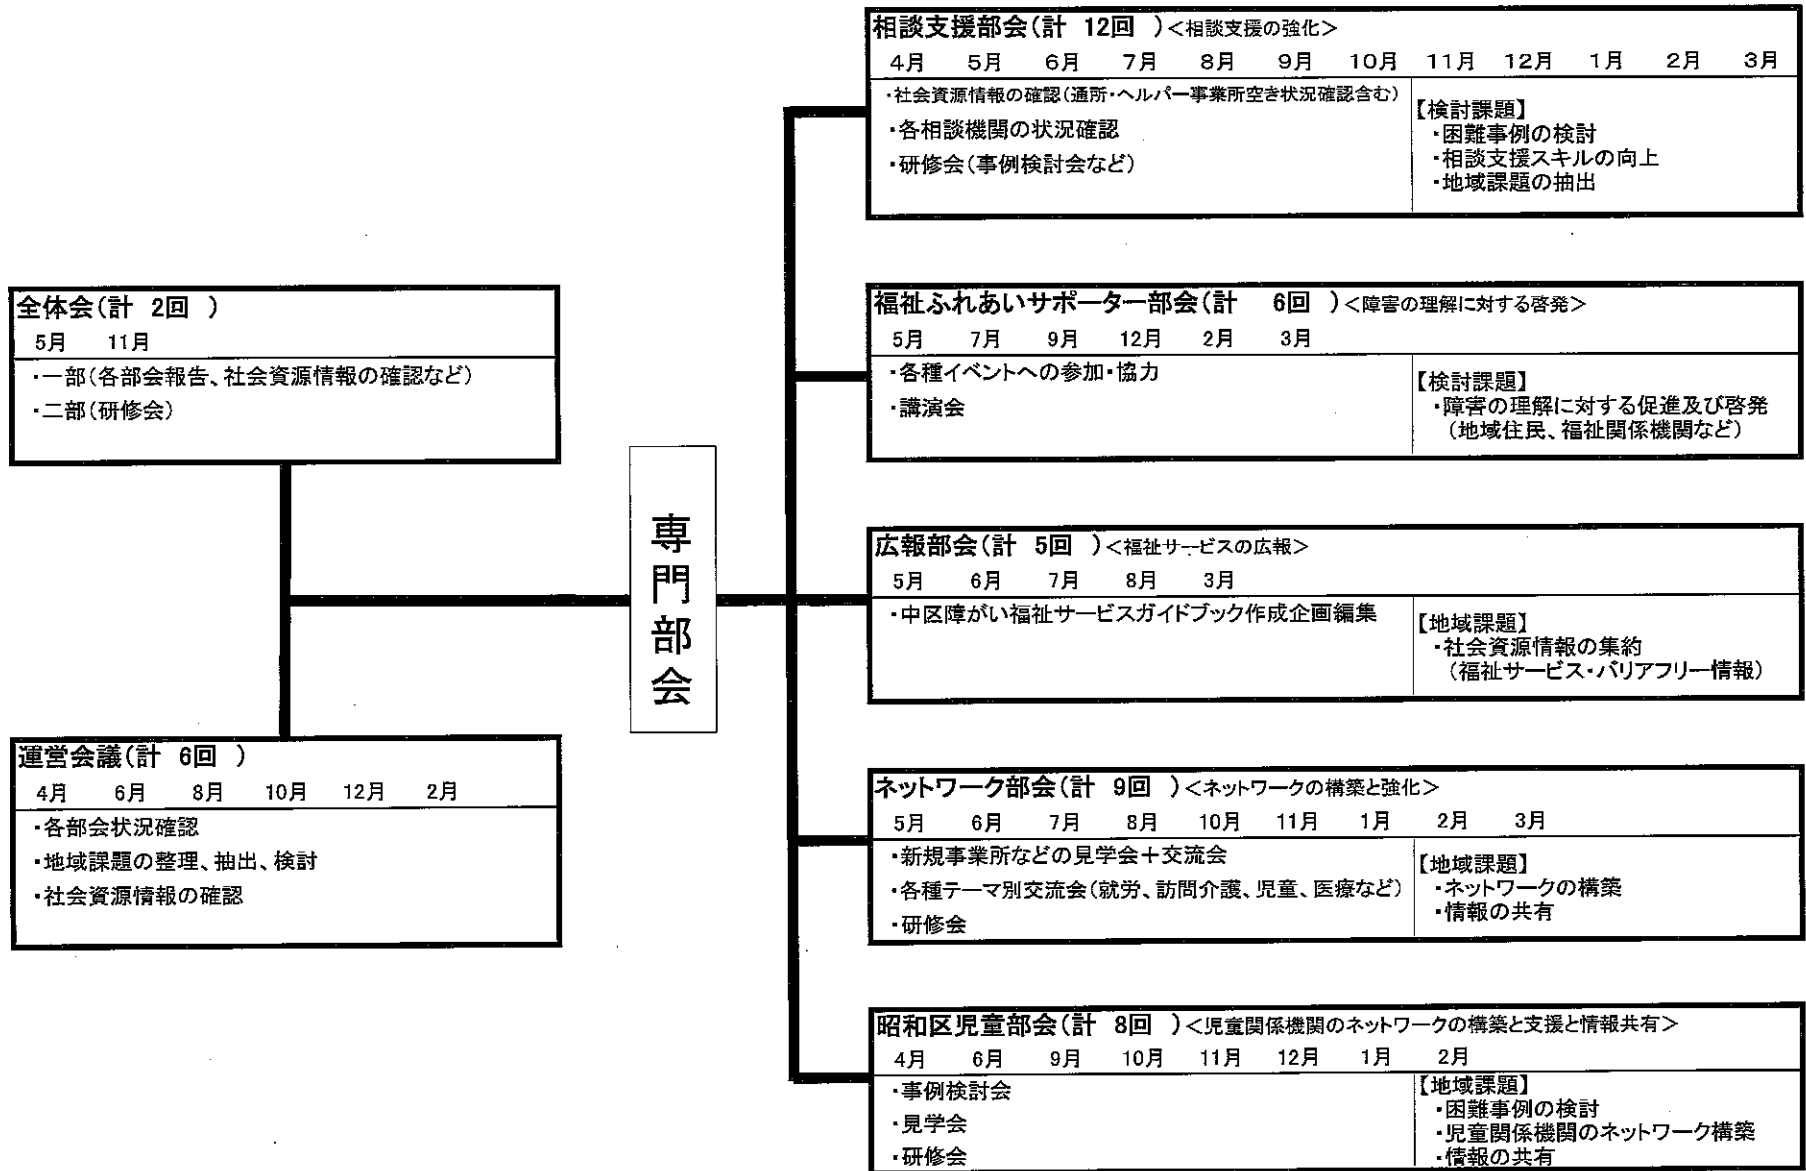 全体会(計 2回 )
5月 11月
・一部(各部会報告、社会資源情報の確認など)
・二部(研修会)
運営会議(計 6回 )
4月 6月 8月 10月 12月 2月
・各部会状況確認
・地域課題の整理、抽出、検討
・社会資源情報の確認
専門部会
相談支援部会(計 12回 )<相談支援の強化>
4月 5月 6月 7月 8月 9月 10月 11月 12月 1月 2月 3月
・社会資源情報の確認(通所・ヘルパー事業所空き状況確認含む)
・各相談機関の状況確認
・研修会(事例検討会など)
【検討課題】
・困難事例の検討
・相談支援スキルの向上
・地域課題の抽出
福祉ふれあいサポーター部会(計 6回 )<障害の理解に対する啓発>
5月 7月 9月 12月 2月 3月
・各種イベントへの参加・協力
・講演会
【検討課題】
・障害の理解に対する促進及び啓発
(地域住民、福祉関係機関など)
広報部会(計 5回 )<福祉サービスの広報>
5月 6月 7月 8月 3月
・中区障がい福祉サービスガイドブック作成企画編集
【地域課題】
・社会資源情報の集約
(福祉サービス・バリアフリー情報)
ネットワーク部会(計 9回 )<ネットワークの構築と強化>
5月 6月 7月 8月 10月 11月 1月 2月 3月
・新規事業所などの見学会+交流会
・各種テーマ別交流会(就労、訪問介護、児童、医療など)
・研修会
【地域課題】
・ネットワークの構築
・情報の共有
昭和区児童部会(計 8回 )<児童関係機関のネットワークの構築と支援と情報共有>
4月 6月 9月 10月 11月 12月 1月 2月
・事例検討会
・見学会
・研修会
【地域課題】
・困難事例の検討
・児童関係機関のネットワーク構築
・情報の共有